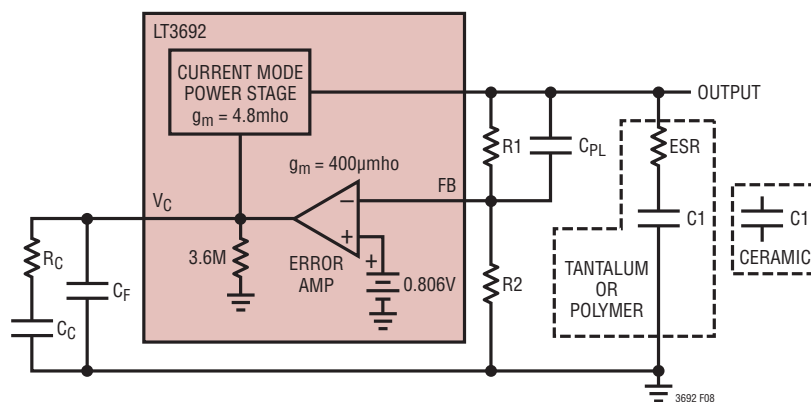 LT3692
CURRENT MODE
POWER STAGE
gm = 4.8mho
OUTPUT
gm = 400µmho
R1
CPL
ESR
VC
FB
C1
C1
CERAMIC
RC
CF
3.6M
ERROR
AMP
0.806V
R2
TANTALUM
OR
POLYMER
CC
3692 F08